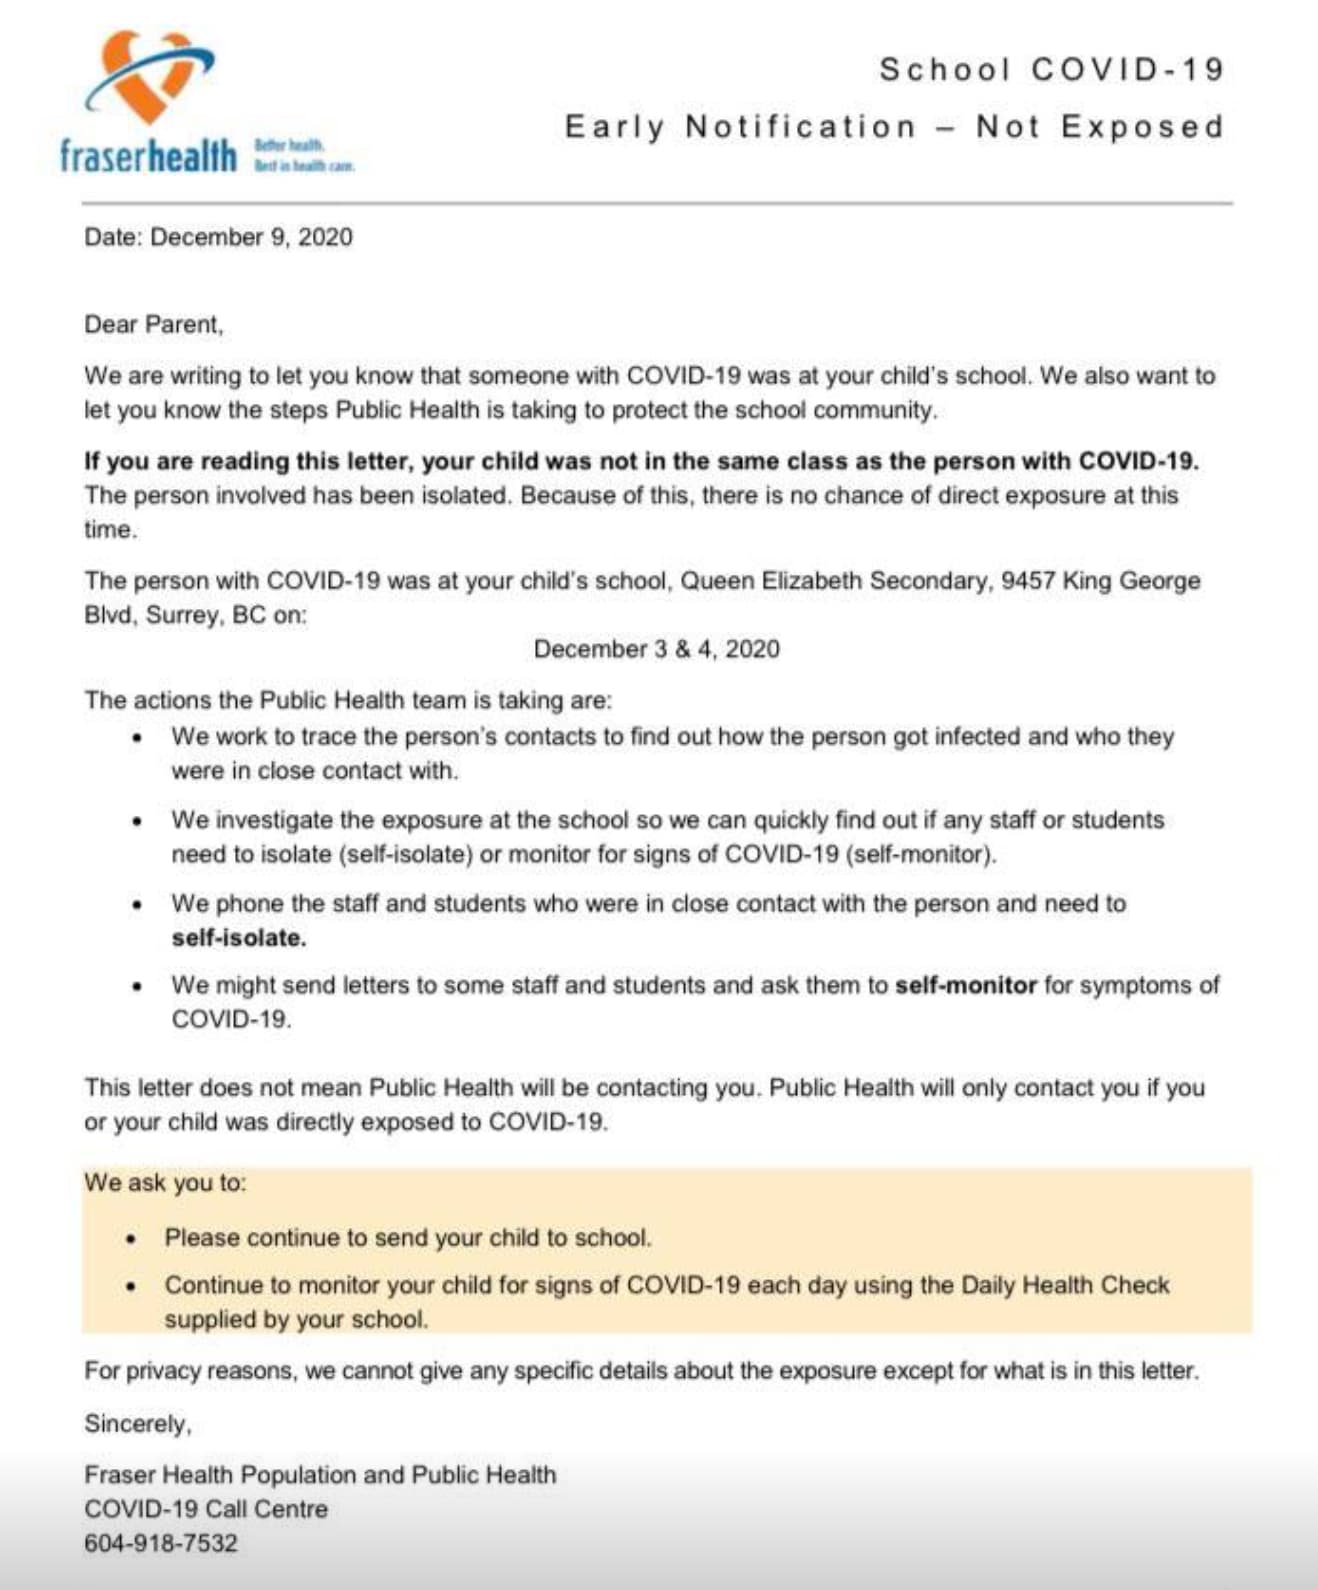 School COVID-19
Early Notification – Not Exposed
fraserhealth
Better health.
Best in health care.
Date: December 9, 2020
Dear Parent,
We are writing to let you know that someone with COVID-19 was at your child's school. We also want to
let you know the steps Public Health is taking to protect the school community.
If you are reading this letter, your child was not in the same class as the person with COVID-19.
The person involved has been isolated. Because of this, there is no chance of direct exposure at this
time.
The person with COVID-19 was at your child's school, Queen Elizabeth Secondary, 9457 King George
Blvd, Surrey, BC on:
December 3 & 4, 2020
The actions the Public Health team is taking are:
• We work to trace the person's contacts to find out how the person got infected and who they
were in close contact with.
• We investigate the exposure at the school so we can quickly find out if any staff or students
need to isolate (self-isolate) or monitor for signs of COVID-19 (self-monitor).
• We phone the staff and students who were in close contact with the person and need to
self-isolate.
• We might send letters to some staff and students and ask them to self-monitor for symptoms of
COVID-19.
This letter does not mean Public Health will be contacting you. Public Health will only contact you if you
or your child was directly exposed to COVID-19.
We ask you to:
• Please continue to send your child to school.
• Continue to monitor your child for signs of COVID-19 each day using the Daily Health Check
supplied by your school.
For privacy reasons, we cannot give any specific details about the exposure except for what is in this letter.
Sincerely,
Fraser Health Population and Public Health
COVID-19 Call Centre
604-918-7532